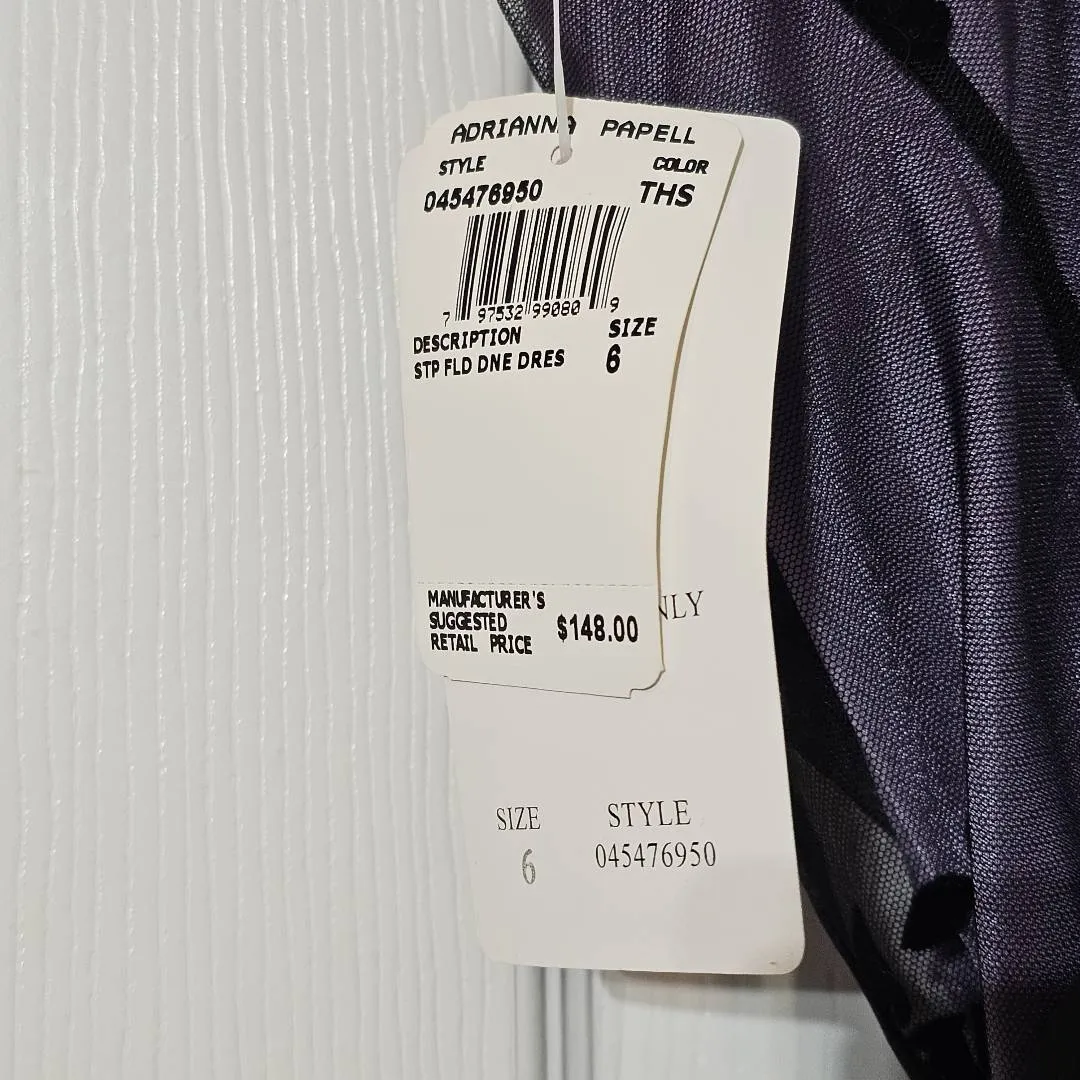 ADRIANNA PAPELL
STYLE COLOR
045476950 THS
7 97532 99080 9
DESCRIPTION SIZE
STP FLD DNE DRES 6
MANUFACTURER'S
SUGGESTED
RETAIL PRICE $148.00
NLY
SIZE STYLE
6 045476950